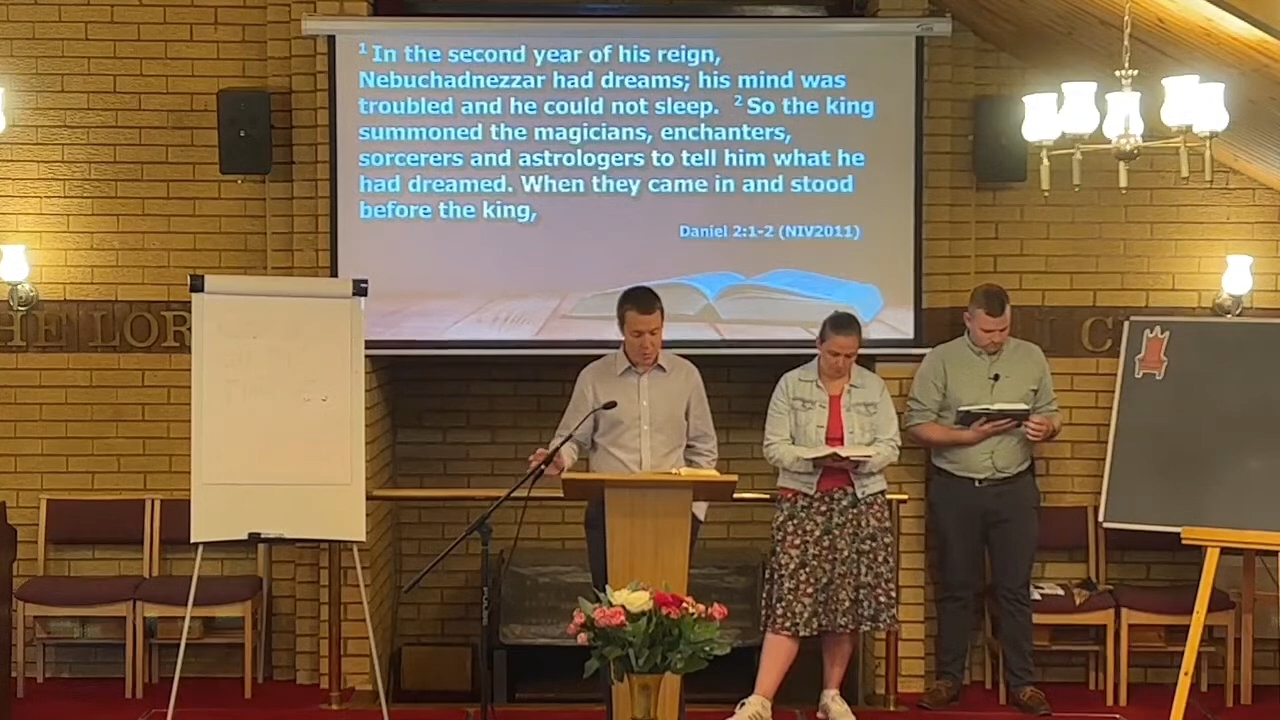 ¹ In the second year of his reign,
Nebuchadnezzar had dreams; his mind was
troubled and he could not sleep. ² So the king
summoned the magicians, enchanters,
sorcerers and astrologers to tell him what he
had dreamed. When they came in and stood
before the king,
Daniel 2:1-2 (NIV2011)
HE LOR
C